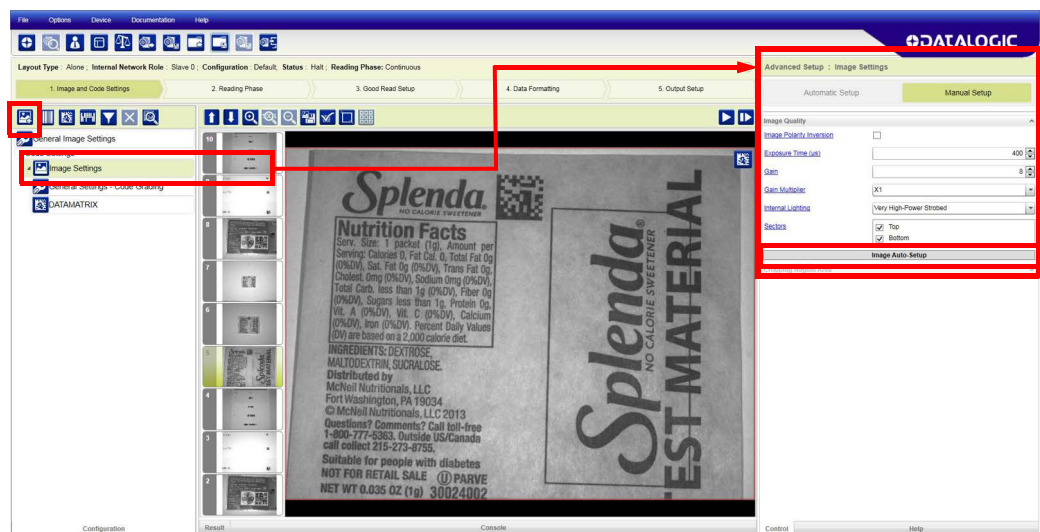 File Options Device Documentation Help
DATALOGIC
Layout Type : Alone ; Internal Network Role : Slave 0 ; Configuration : Default; Status : Halt ; Reading Phase: Continuous
1. Image and Code Settings 2. Reading Phase 3. Good Read Setup 4. Data Formatting 5. Output Setup
General Image Settings
Image Settings
General Settings - Code Grading
DATAMATRIX
Configuration
10
8
7
6
5
4
3
2
Splenda®
NO CALORIE SWEETENER
Nutrition Facts
Serv. Size: 1 packet (1g), Amount per
Serving: Calories 0, Fat Cal. 0, Total Fat 0g
(0%DV), Sat. Fat 0g (0%DV), Trans Fat 0g,
Cholest. 0mg (0%DV), Sodium 0mg (0%DV),
Total Carb. less than 1g (0%DV), Fiber 0g
(0%DV), Sugars less than 1g, Protein 0g,
Vit. A (0%DV), Vit. C (0%DV), Calcium
(0%DV), Iron (0%DV). Percent Daily Values
(DV) are based on a 2,000 calorie diet.
INGREDIENTS: DEXTROSE,
MALTODEXTRIN, SUCRALOSE.
Distributed by
McNeil Nutritionals, LLC
Fort Washington, PA 19034
© McNeil Nutritionals, LLC 2013
Questions? Comments? Call toll-free
1-800-777-5363. Outside US/Canada
call collect 215-273-8755.
Suitable for people with diabetes
NOT FOR RETAIL SALE Ⓤ PARVE
NET WT 0.035 OZ (1g) 30024002
Splenda®
NO CALORIE SWEETENER
EST MATERIAL
Result Console
Advanced Setup : Image Settings
Automatic Setup Manual Setup
Image Quality
Image Polarity Inversion
Exposure Time (us) 400
Gain 8
Gain Multiplier X1
Internal Lighting Very High-Power Strobed
Sectors Top
Bottom
Image Auto-Setup
Control Help